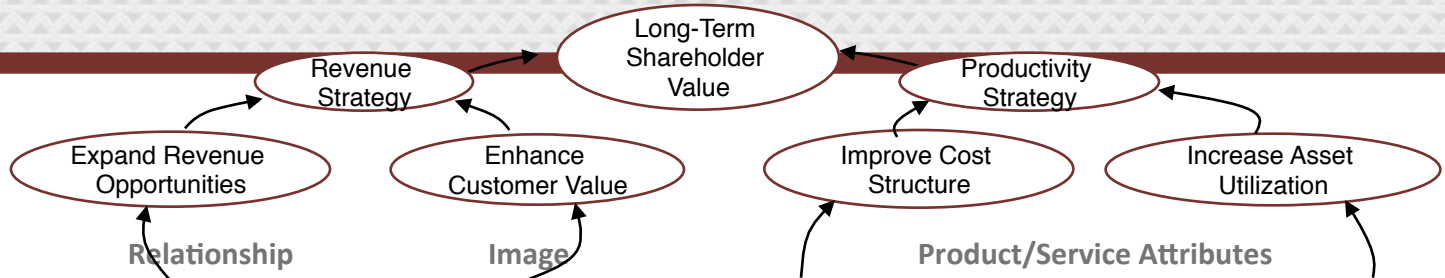 Long-Term
Shareholder
Value
Revenue
Strategy
Productivity
Strategy
Expand Revenue
Opportunities
Enhance
Customer Value
Improve Cost
Structure
Increase Asset
Utilization
Relationship
Image
Product/Service Attributes